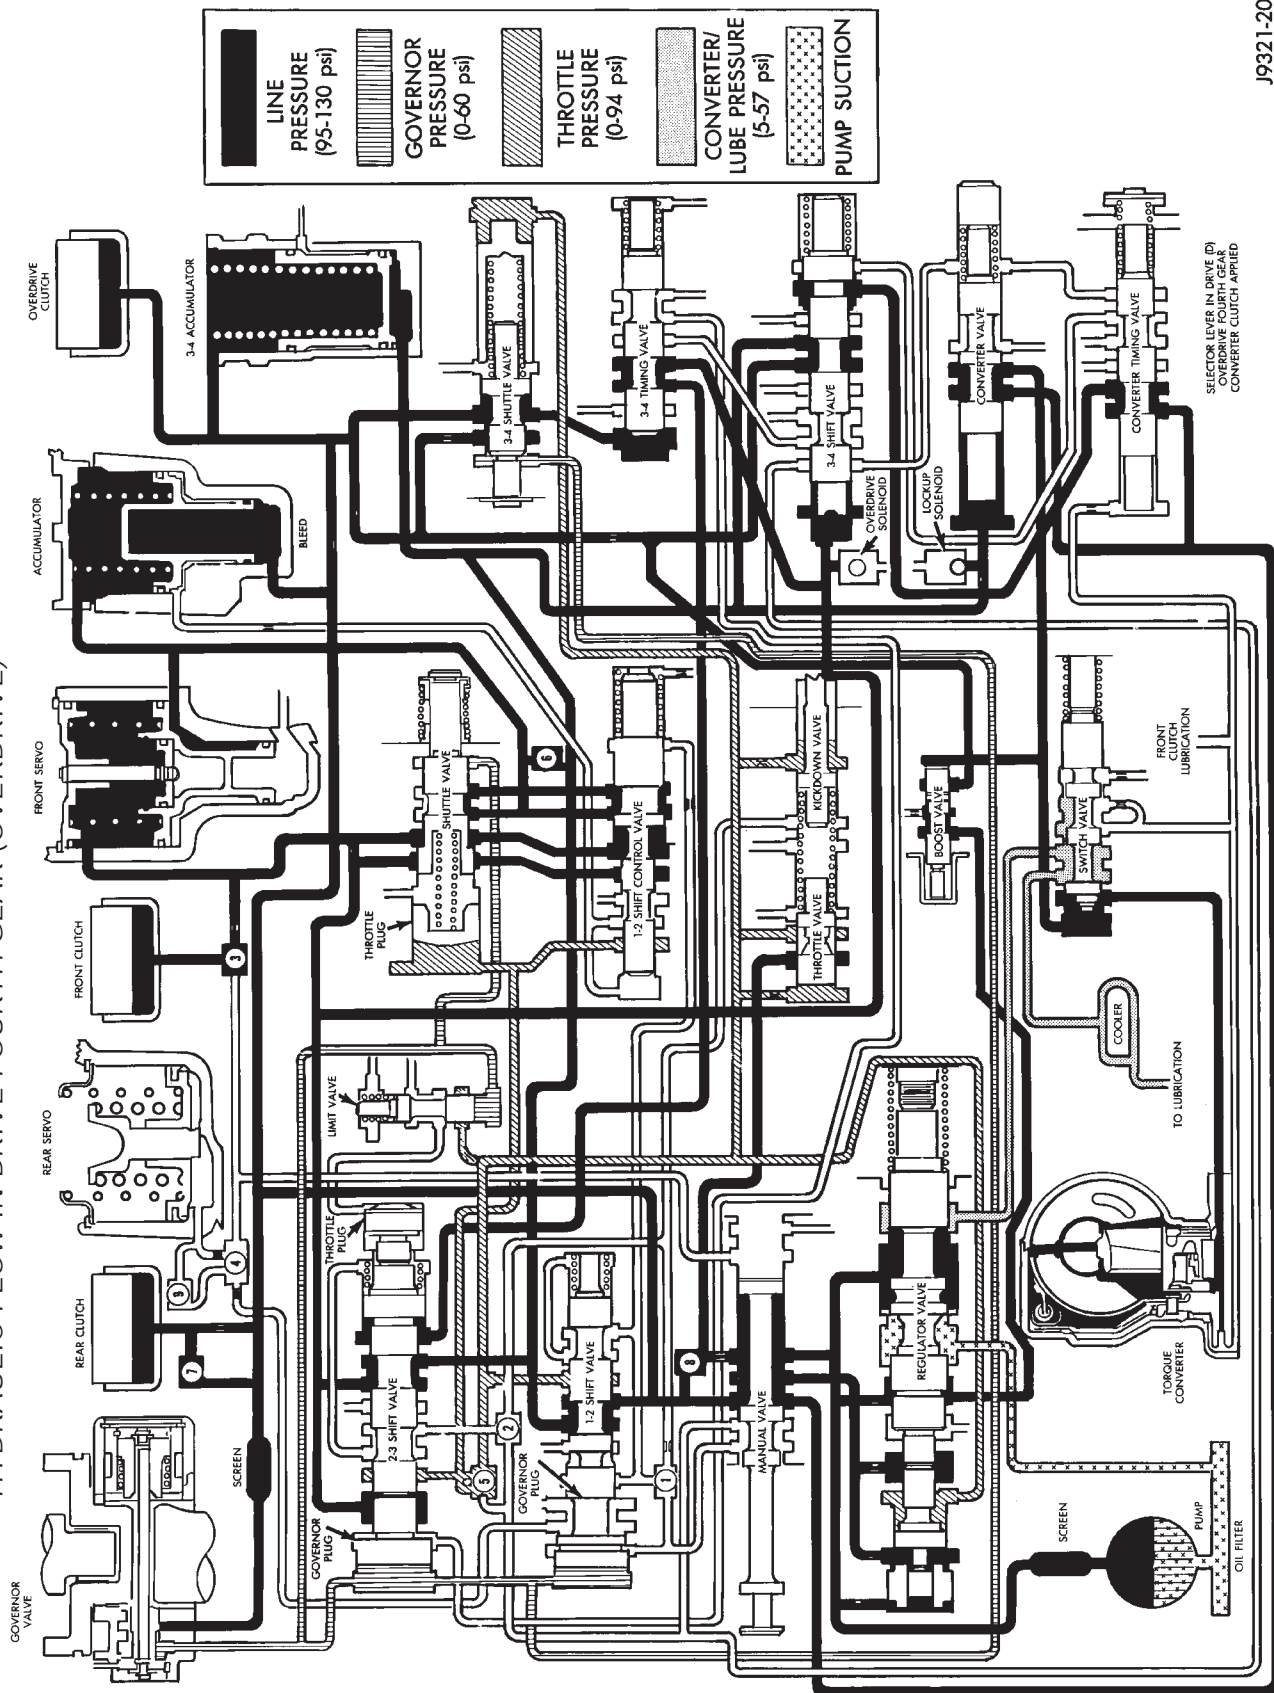 HYDRAULIC FLOW IN DRIVE FOURTH GEAR (OVERDRIVE)
GOVERNOR
VALVE
REAR CLUTCH
REAR SERVO
FRONT CLUTCH
FRONT SERVO
ACCUMULATOR
OVERDRIVE
CLUTCH
3-4 ACCUMULATOR
BLEED
SCREEN
7
9
4
3
LINE
PRESSURE
(95-130 psi)
GOVERNOR
PRESSURE
(0-60 psi)
THROTTLE
PRESSURE
(0-94 psi)
CONVERTER/
LUBE PRESSURE
(5-57 psi)
PUMP SUCTION
GOVERNOR
PLUG
2-3 SHIFT VALVE
THROTTLE
PLUG
LIMIT VALVE
THROTTLE
PLUG
SHUTTLE VALVE
3-4 SHUTTLE VALVE
5
2
6
GOVERNOR
PLUG
1-2 SHIFT VALVE
1-2 SHIFT CONTROL VALVE
3-4 TIMING VALVE
1
8
MANUAL VALVE
THROTTLE VALVE
KICKDOWN VALVE
3-4 SHIFT VALVE
OVERDRIVE
SOLENOID
LOCKUP
SOLENOID
REGULATOR VALVE
BOOST VALVE
CONVERTER VALVE
SWITCH VALVE
CONVERTER TIMING VALVE
SCREEN
PUMP
OIL FILTER
TORQUE
CONVERTER
COOLER
TO LUBRICATION
FRONT
CLUTCH
LUBRICATION
SELECTOR LEVER IN DRIVE (D)
OVERDRIVE FOURTH GEAR
CONVERTER CLUTCH APPLIED
J9321-20